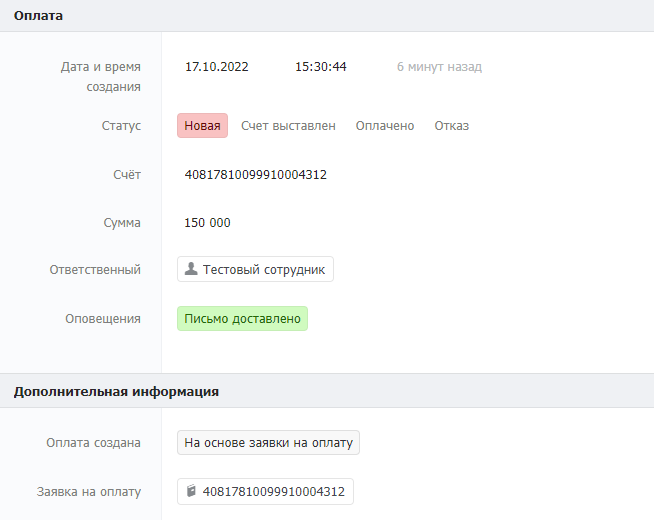 Оплата
Дата и время создания 17.10.2022 15:30:44 6 минут назад
Статус Новая Счет выставлен Оплачено Отказ
Счёт 40817810099910004312
Сумма 150 000
Ответственный Тестовый сотрудник
Оповещения Письмо доставлено
Дополнительная информация
Оплата создана На основе заявки на оплату
Заявка на оплату 40817810099910004312